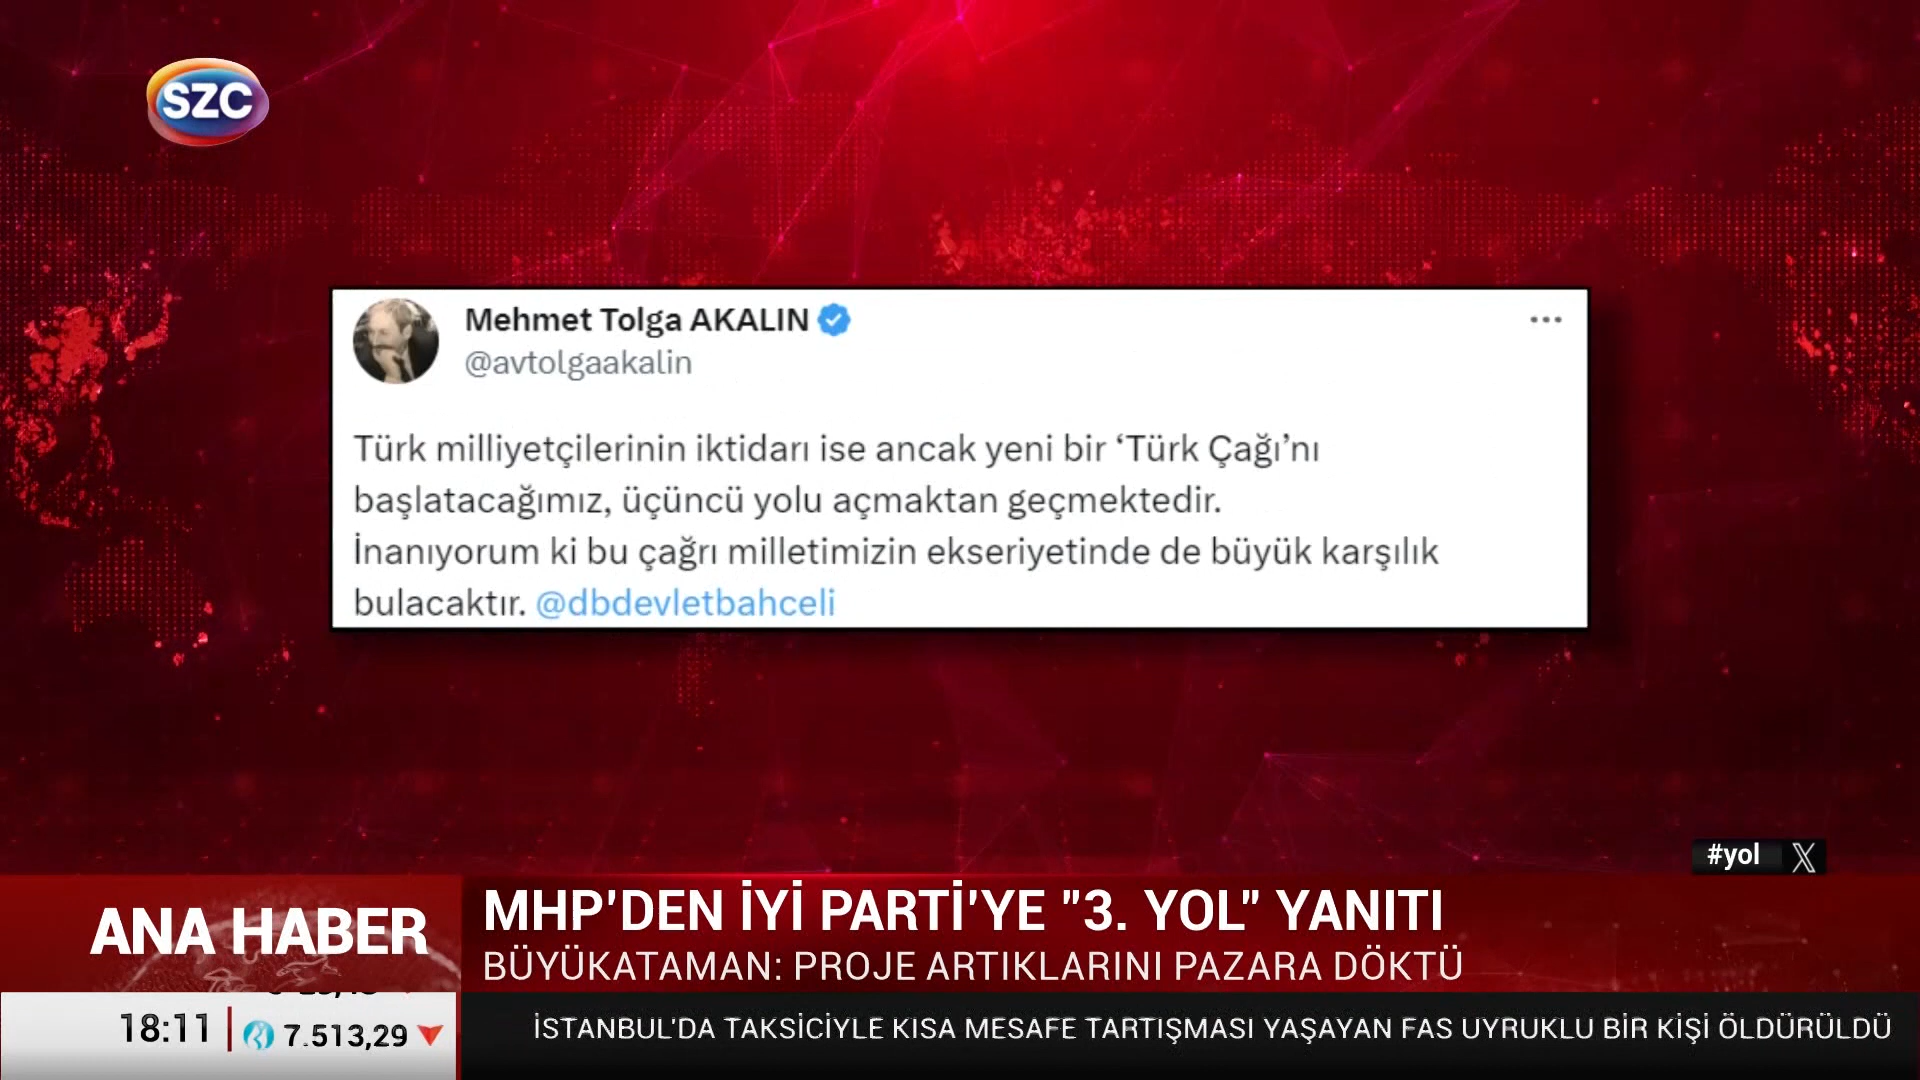 SZC
Mehmet Tolga AKALIN
@avtolgaakalin
Türk milliyetçilerinin iktidarı ise ancak yeni bir ‘Türk Çağı’nı
başlatacağımız, üçüncü yolu açmaktan geçmektedir.
İnanıyorum ki bu çağrı milletimizin ekseriyetinde de büyük karşılık
bulacaktır. @dbdevletbahceli
#yol X
ANA HABER
MHP'DEN İYİ PARTİ'YE "3. YOL" YANITI
BÜYÜKATAMAN: PROJE ARTIKLARINI PAZARA DÖKTÜ
18:11 7.513,29
İSTANBUL'DA TAKSİCİYLE KISA MESAFE TARTIŞMASI YAŞAYAN FAS UYRUKLU BİR KİŞİ ÖLDÜRÜLDÜ